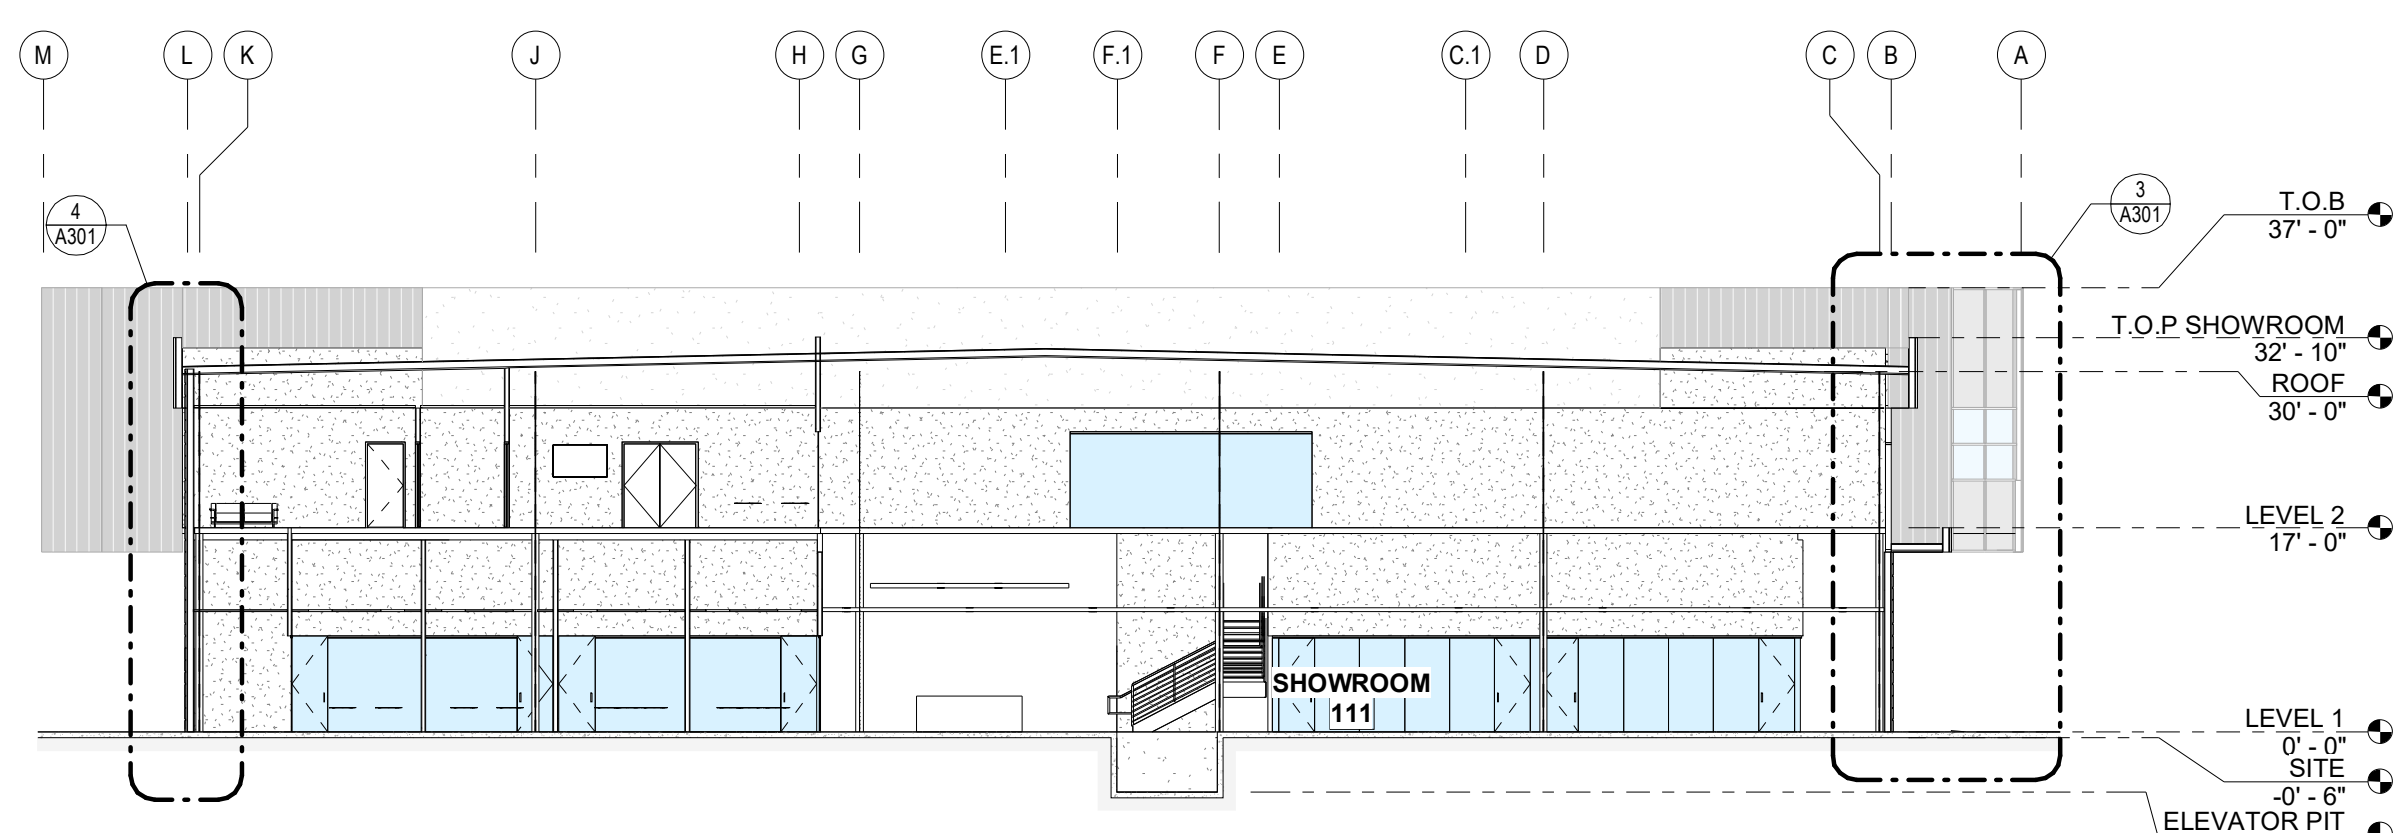 M L K J H G E.1 F.1 F E C.1 D C B A
4
A301
3
A301
T.O.B
37' - 0"
T.O.P SHOWROOM
32' - 10"
ROOF
30' - 0"
LEVEL 2
17' - 0"
SHOWROOM
111
LEVEL 1
0' - 0"
SITE
-0' - 6"
ELEVATOR PIT